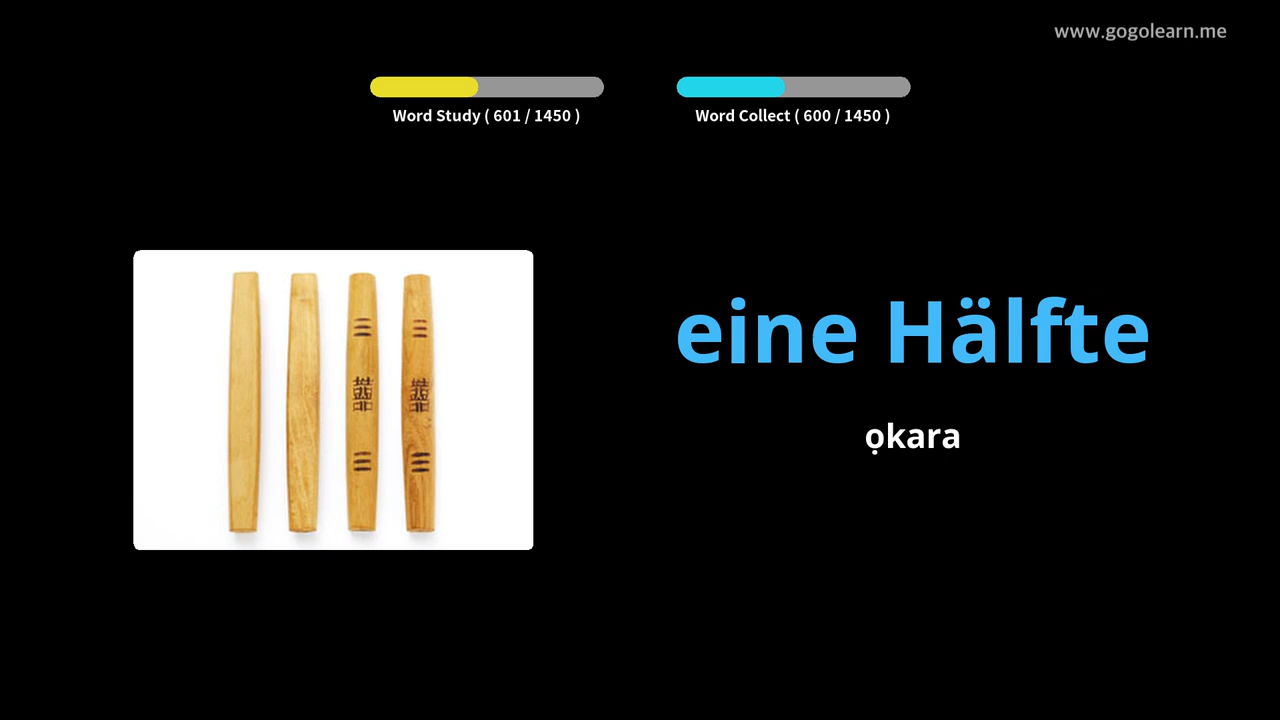 www.gogolearn.me
Word Study ( 601 / 1450 )
Word Collect ( 600 / 1450 )
eine Hälfte
ọkara